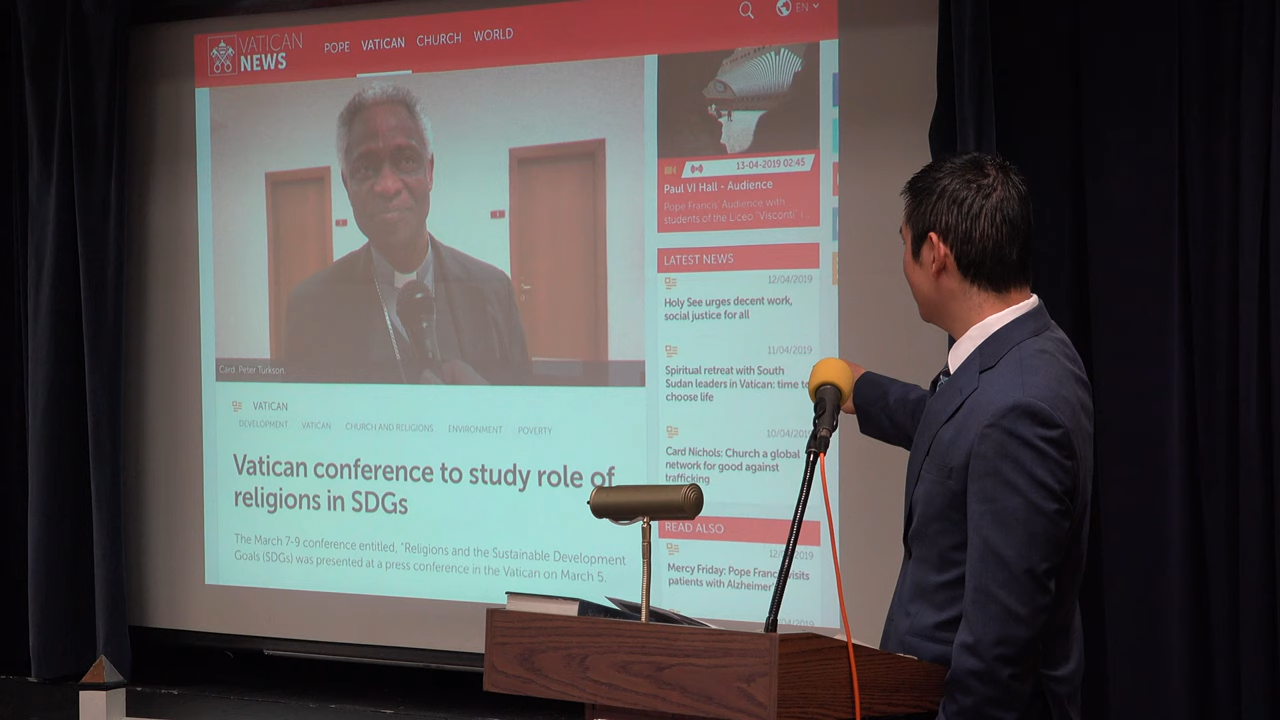 VATICAN
NEWS
POPE VATICAN CHURCH WORLD
EN
Card. Peter Turkson.
VATICAN
DEVELOPMENT VATICAN CHURCH AND RELIGIONS ENVIRONMENT POVERTY
Vatican conference to study role of
religions in SDGs
The March 7-9 conference entitled, "Religions and the Sustainable Development
Goals (SDGs) was presented at a press conference in the Vatican on March 5.
13-04-2019 02:45
Paul VI Hall - Audience
Pope Francis' Audience with
students of the Liceo "Visconti" i...
LATEST NEWS
12/04/2019
Holy See urges decent work,
social justice for all
11/04/2019
Spiritual retreat with South
Sudan leaders in Vatican: time to
choose life
10/04/2019
Card Nichols: Church a global
network for good against
trafficking
READ ALSO
Mercy Friday: Pope Francis visits
patients with Alzheimer's